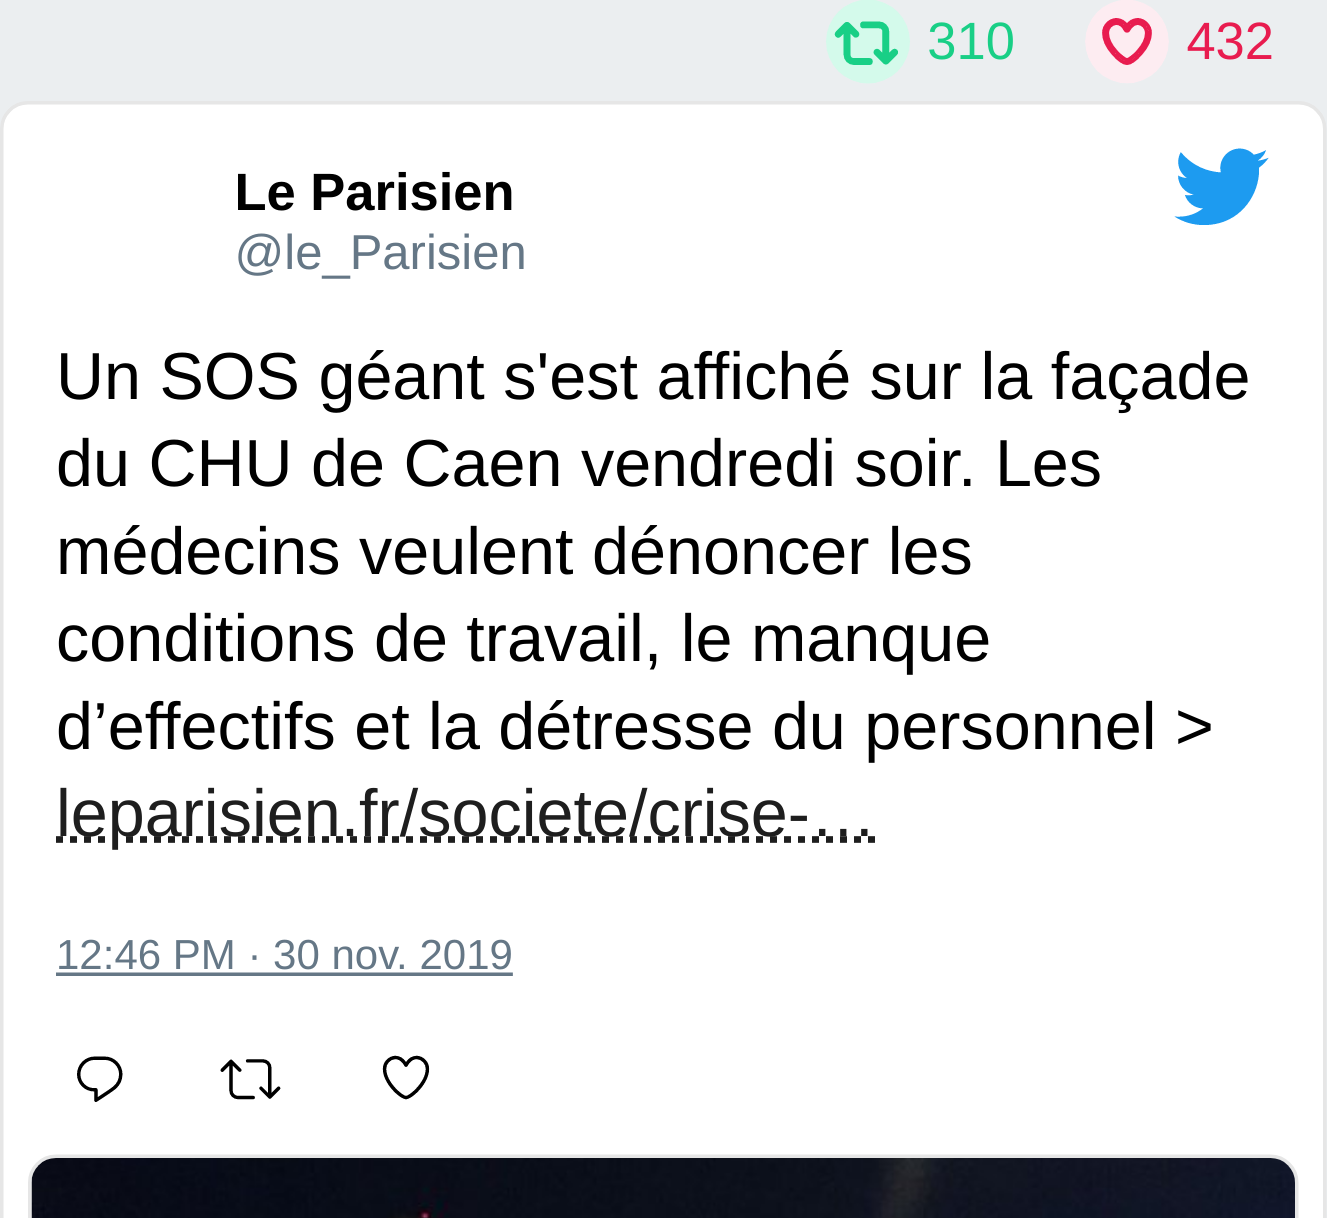 310 432
Le Parisien
@le_Parisien
Un SOS géant s'est affiché sur la façade
du CHU de Caen vendredi soir. Les
médecins veulent dénoncer les
conditions de travail, le manque
d’effectifs et la détresse du personnel >
leparisien.fr/societe/crise-…
12:46 PM · 30 nov. 2019